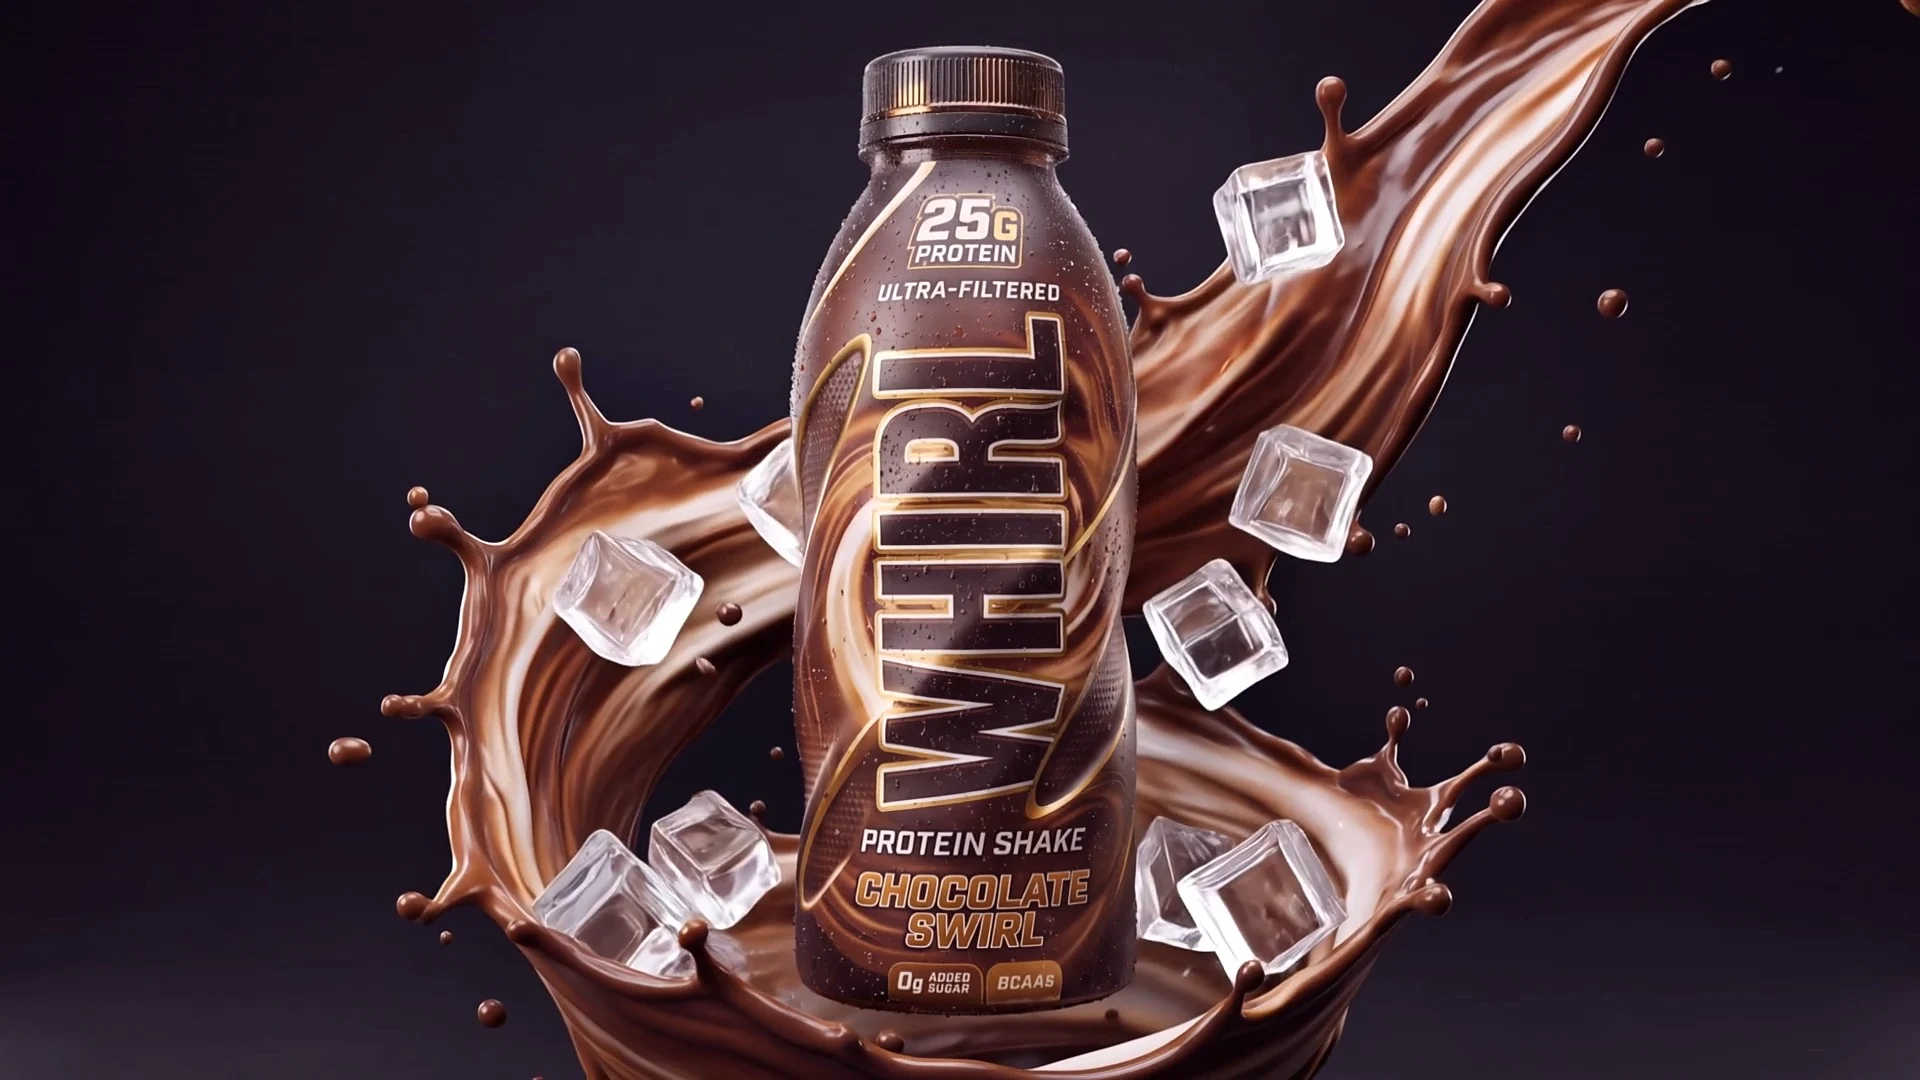 25G
PROTEIN
ULTRA-FILTERED
WHIRL
PROTEIN SHAKE
CHOCOLATE
SWIRL
0g ADDED SUGAR
BCAAS